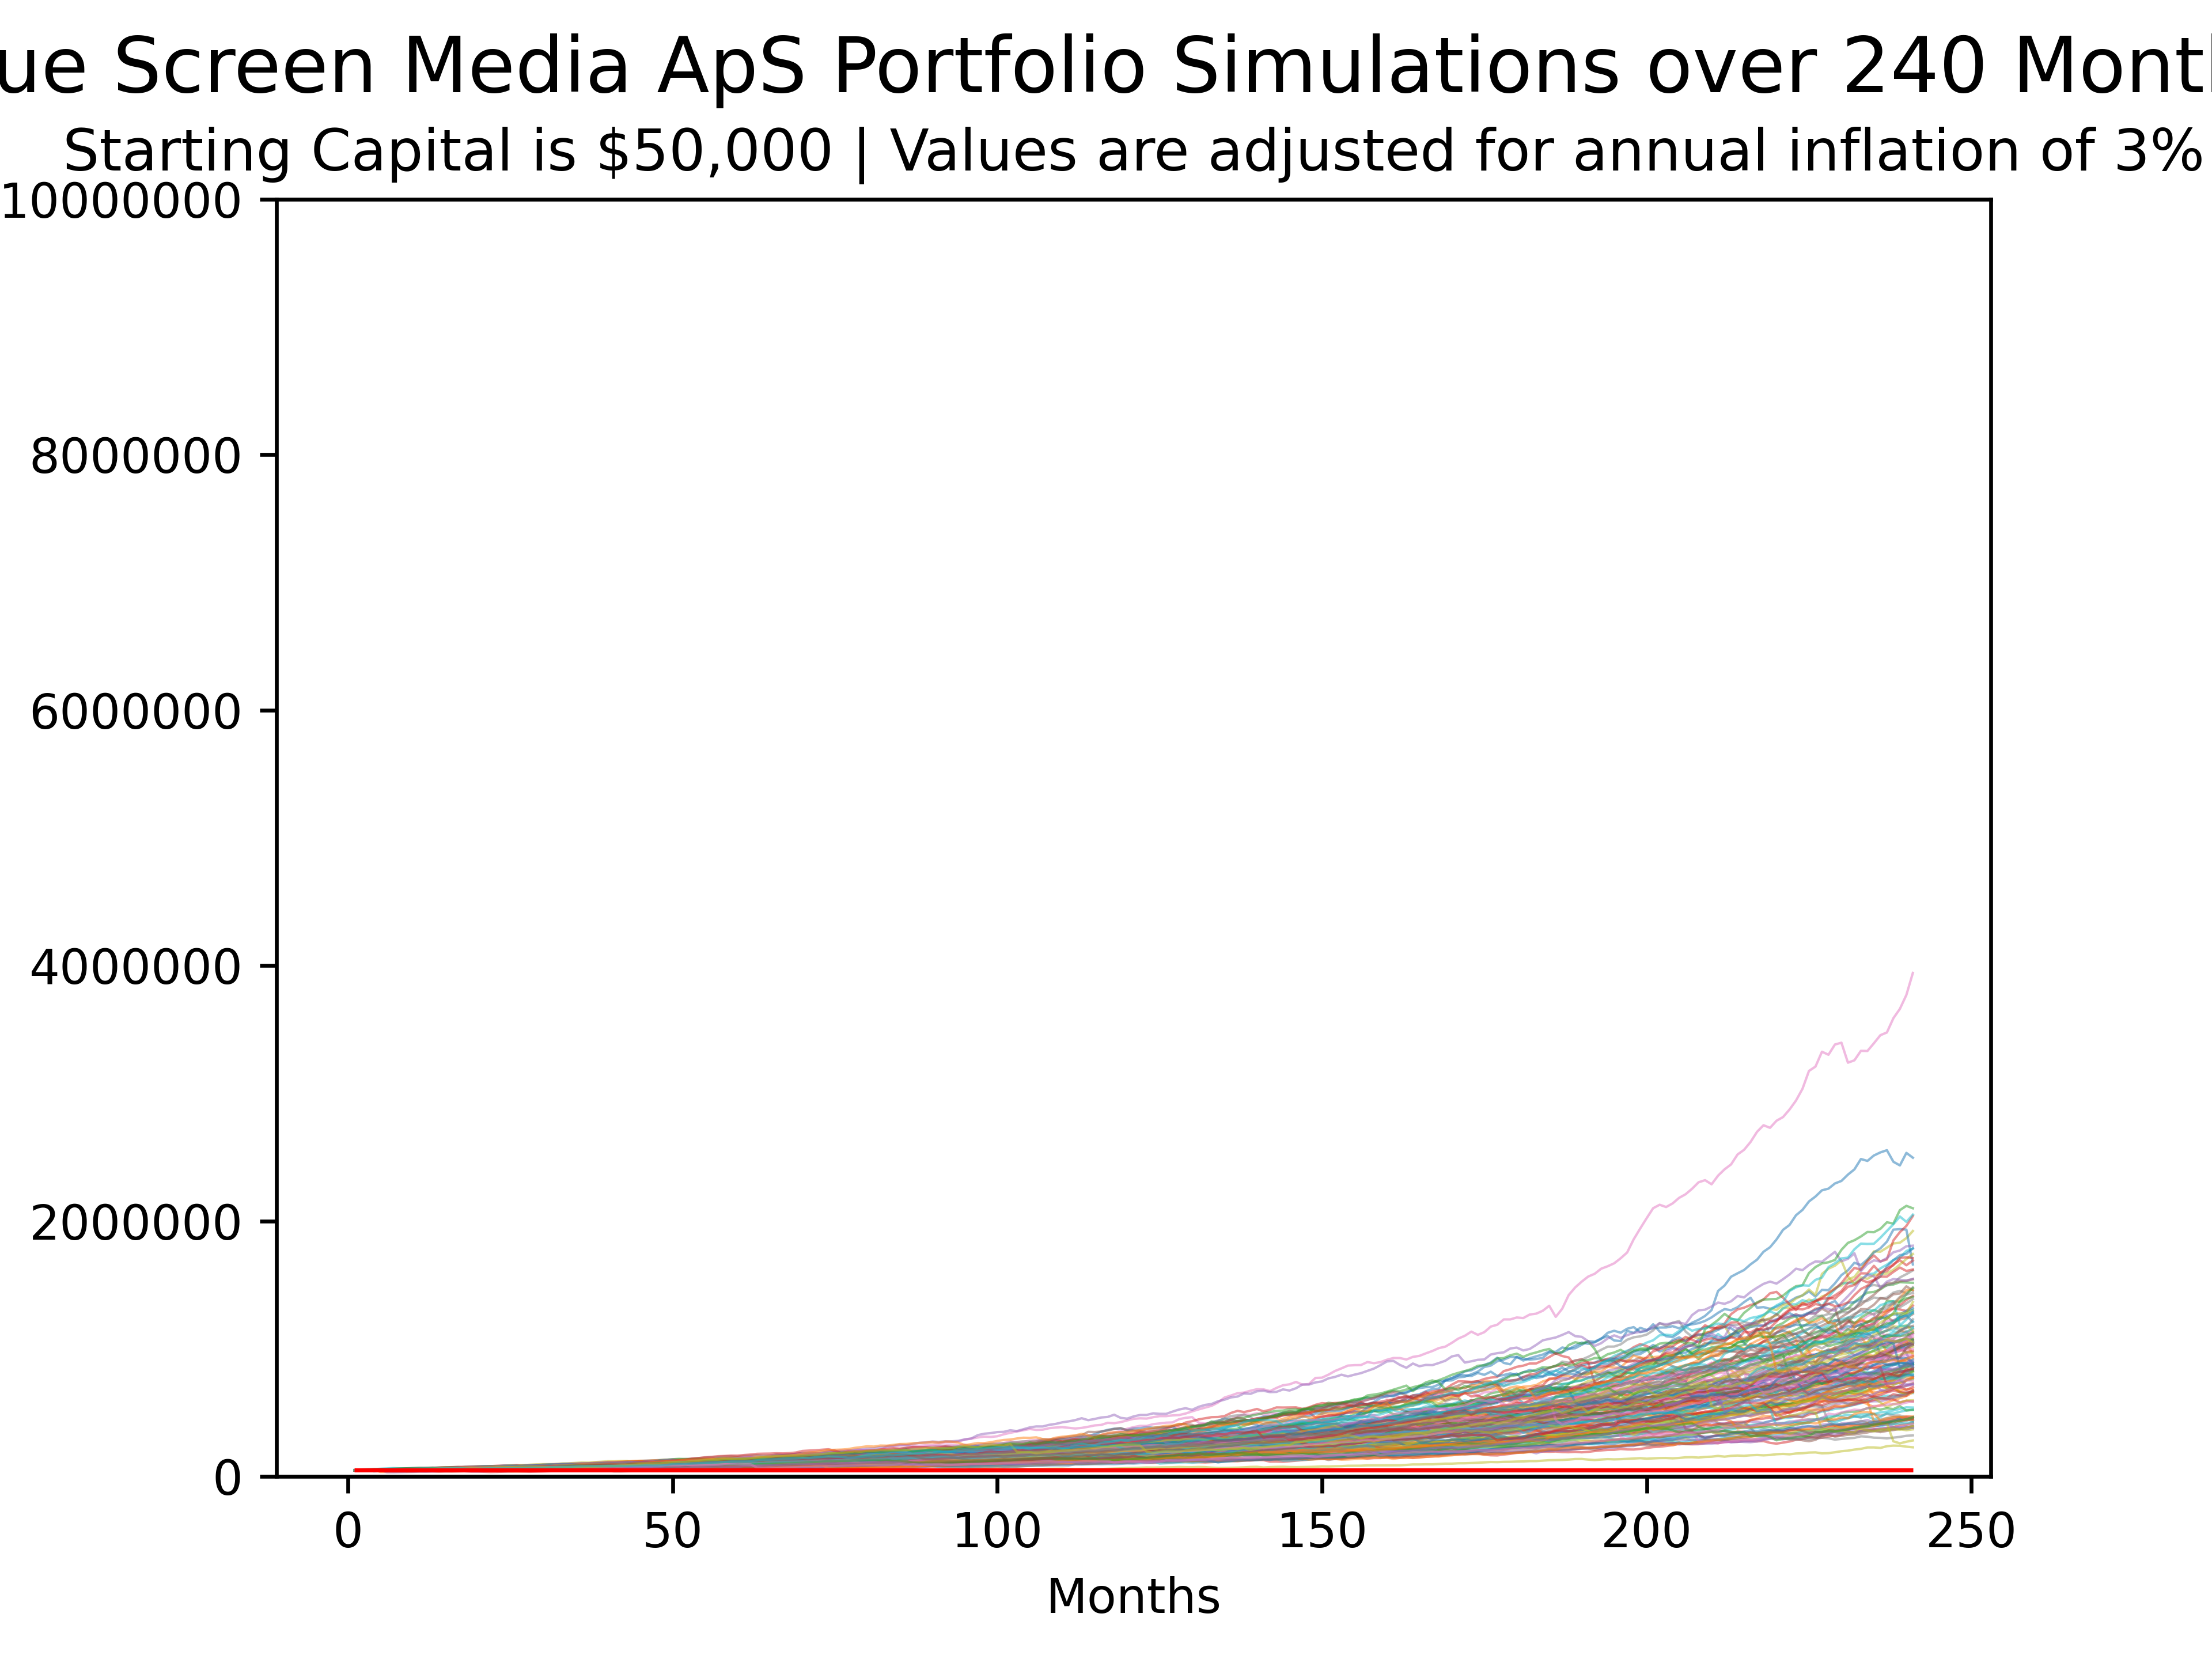 ue Screen Media ApS Portfolio Simulations over 240 Mont
Starting Capital is $50,000 | Values are adjusted for annual inflation of 3%
10000000
8000000
6000000
4000000
2000000
0
0 50 100 150 200 250
Months